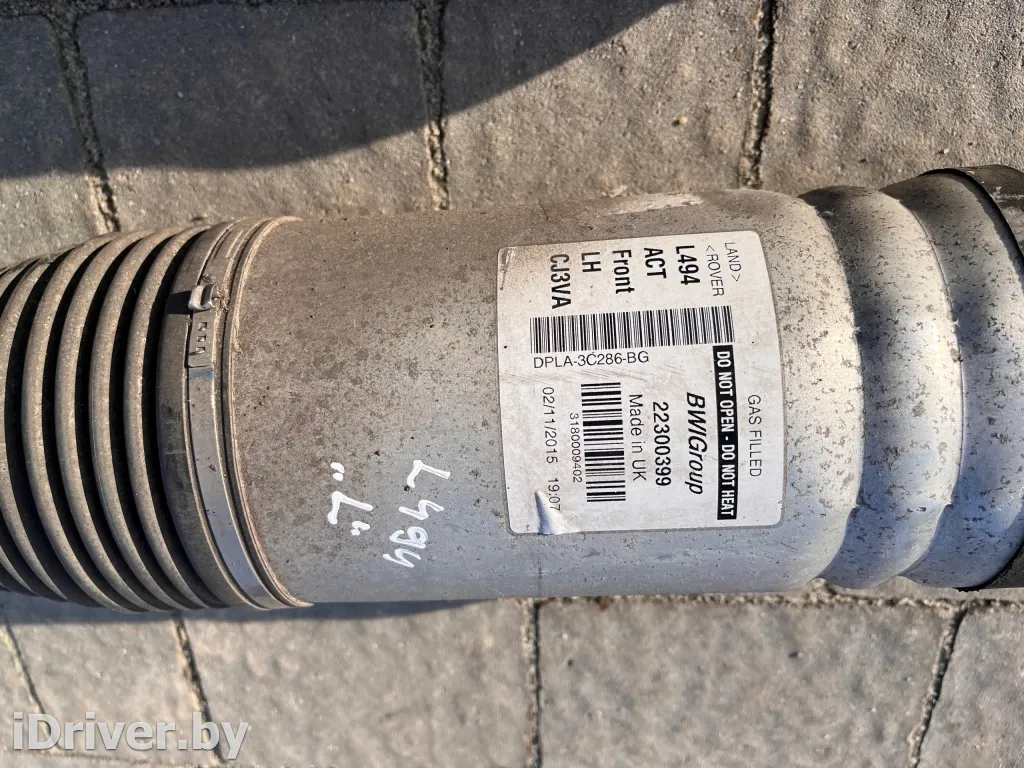 LAND>
<ROVER
L494
ACT
Front
LH
CJ3VA
DPLA-3C286-BG
GAS FILLED
DO NOT OPEN - DO NOT HEAT
BWIGroup
22300399
Made in UK
3180009402
02/11/2015 19:07
L494
"L"
iDriver.by